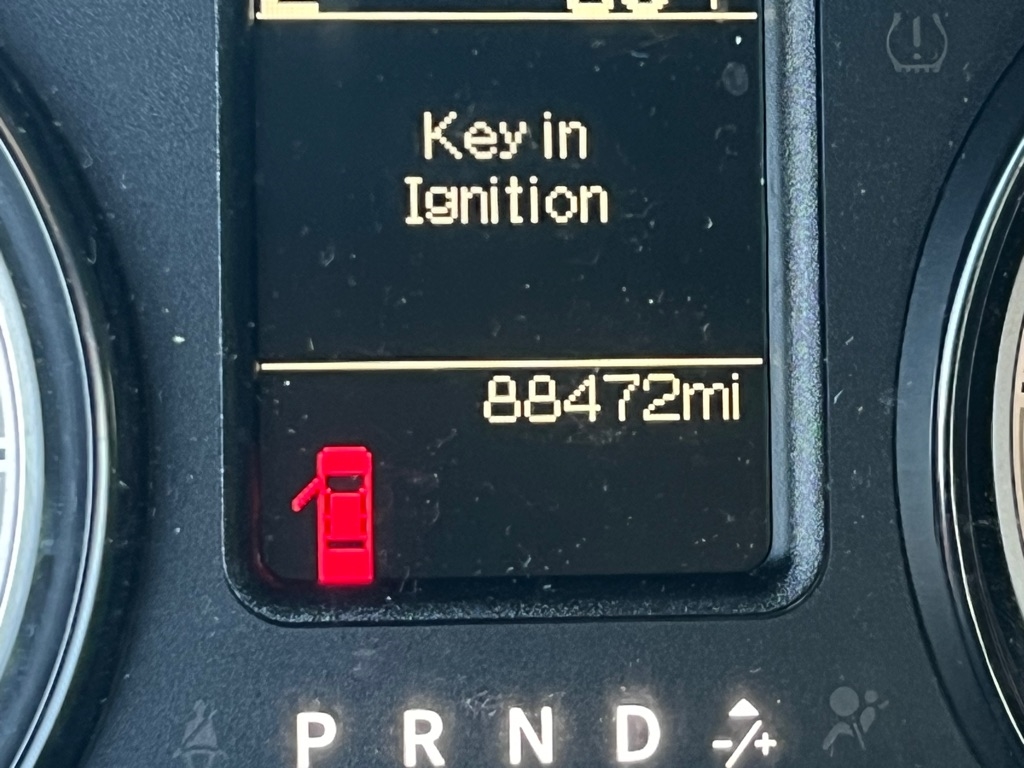 Key in
Ignition
88472mi
P R N D -/+